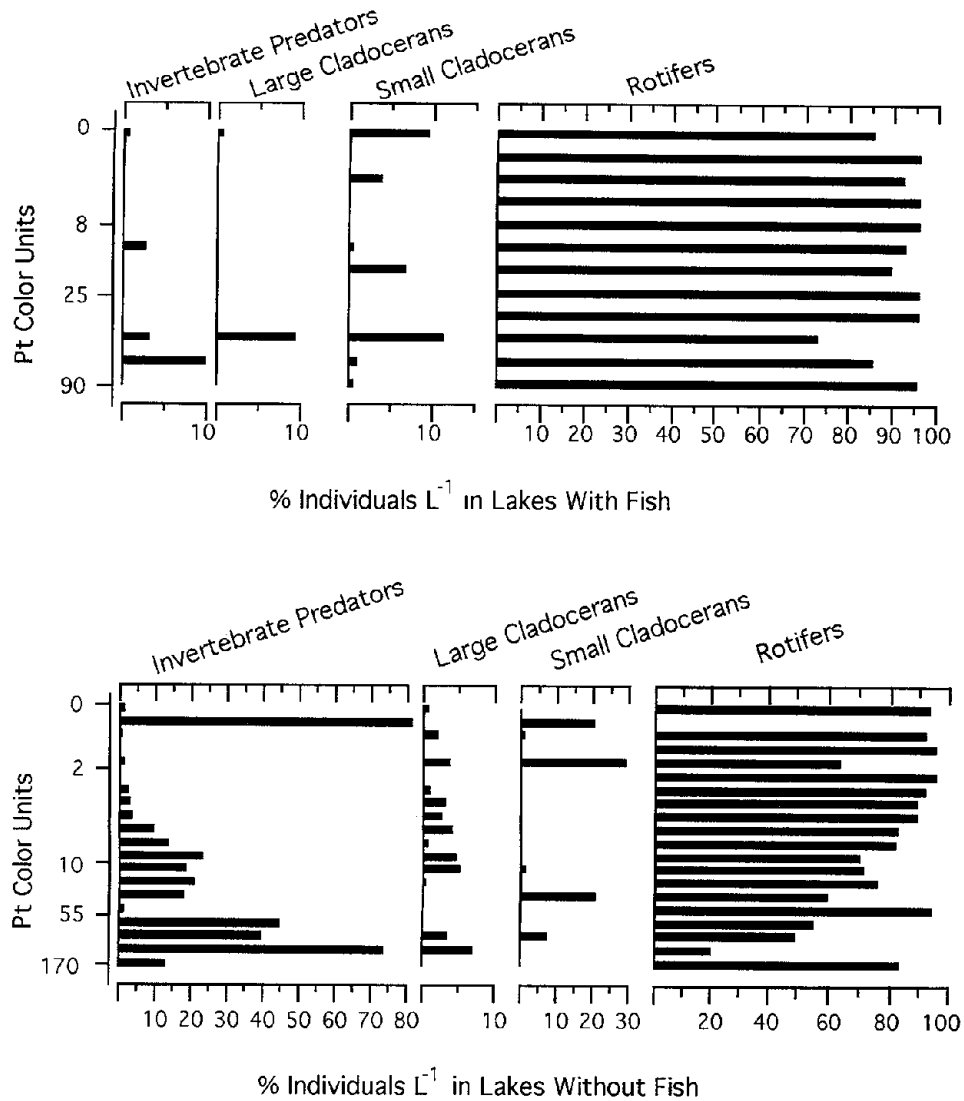 Invertebrate Predators
Large Cladocerans
Small Cladocerans
Rotifers
Pt Color Units
0
8
25
90
10
10
10
10 20 30 40 50 60 70 80 90 100
% Individuals L⁻¹ in Lakes With Fish
Invertebrate Predators
Large Cladocerans
Small Cladocerans
Rotifers
Pt Color Units
0
2
10
55
170
10 20 30 40 50 60 70 80
10
10 20 30
20 40 60 80 100
% Individuals L⁻¹ in Lakes Without Fish